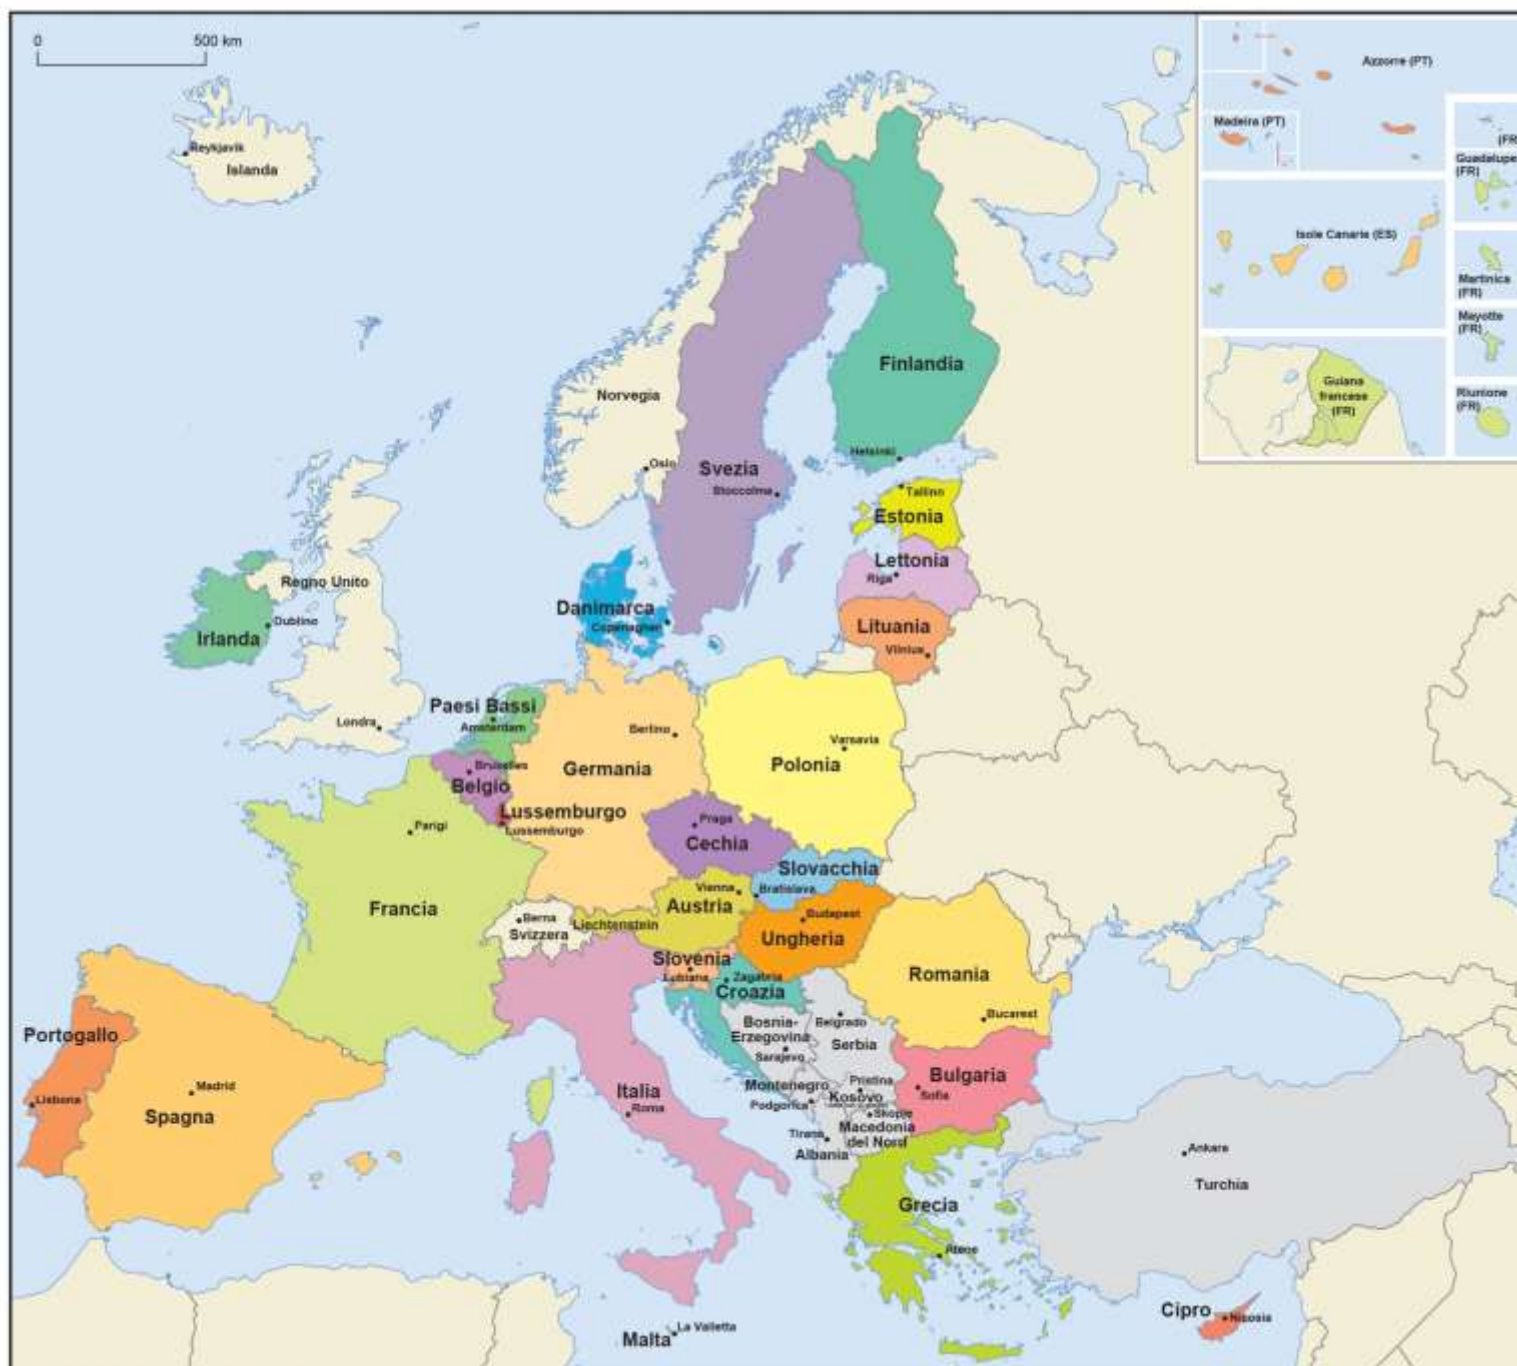 0 500 km
Azzorre (PT)
Madeira (PT)
(FR)
Guadalupe
(FR)
Isole Canarie (ES)
Martinica
(FR)
Mayotte
(FR)
Guiana
francese
(FR)
Riunione
(FR)
Reykjavik
Islanda
Norvegia
Oslo
Svezia
Stoccolma
Finlandia
Helsinki
Tallinn
Estonia
Lettonia
Riga
Lituania
Vilnius
Danimarca
Copenaghen
Regno Unito
Irlanda
Dublino
Londra
Paesi Bassi
Amsterdam
Bruxelles
Belgio
Lussemburgo
Lussemburgo
Germania
Berlino
Polonia
Varsavia
Praga
Cechia
Slovacchia
Bratislava
Vienna
Austria
Liechtenstein
Berna
Svizzera
Francia
Parigi
Budapest
Ungheria
Slovenia
Lubiana
Zagabria
Croazia
Romania
Bucarest
Bosnia-
Erzegovina
Sarajevo
Belgrado
Serbia
Montenegro
Podgorica
Pristina
Kosovo
Skopje
Macedonia
del Nord
Tirana
Albania
Bulgaria
Sofia
Portogallo
Lisbona
Madrid
Spagna
Italia
Roma
Grecia
Atene
Ankara
Turchia
Cipro
Nicosia
Malta
La Valletta